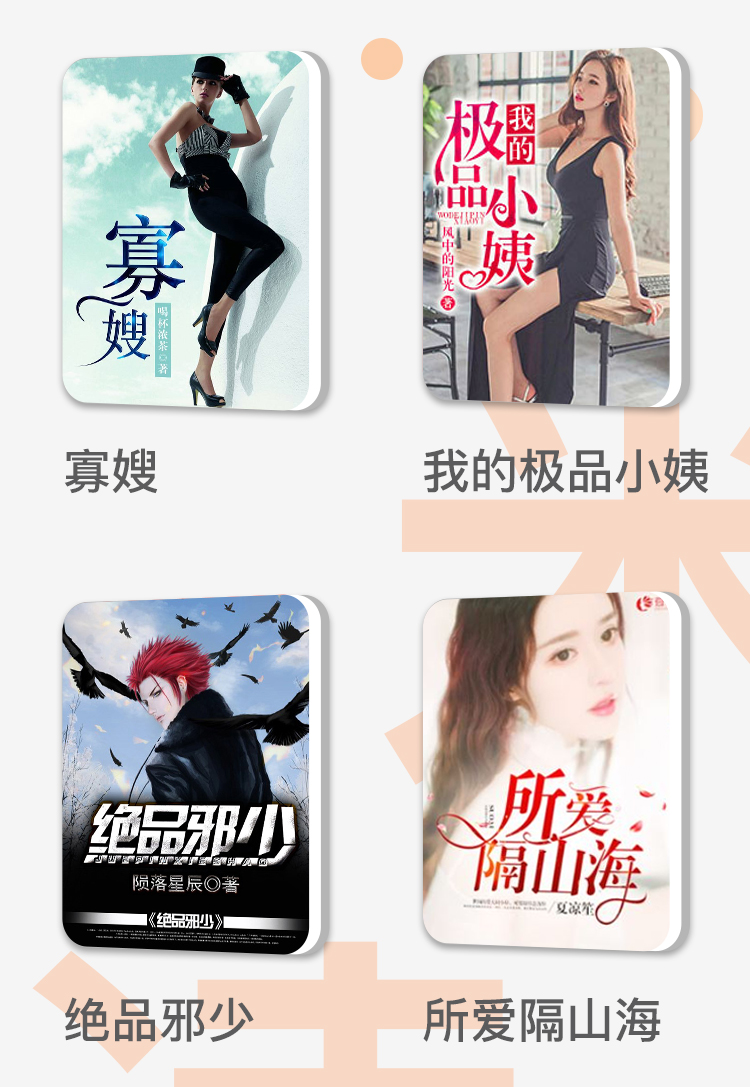 寡嫂
喝杯浓茶◎著
我的
极品小姨
WODEJIPIN
XIAOYI
风中的阳光 著
寡嫂
我的极品小姨
绝品邪少
JUEPINXIESHAO
陨落星辰◎著
《绝品邪少》
所爱
隔山海
/夏凉笙
绝品邪少
所爱隔山海